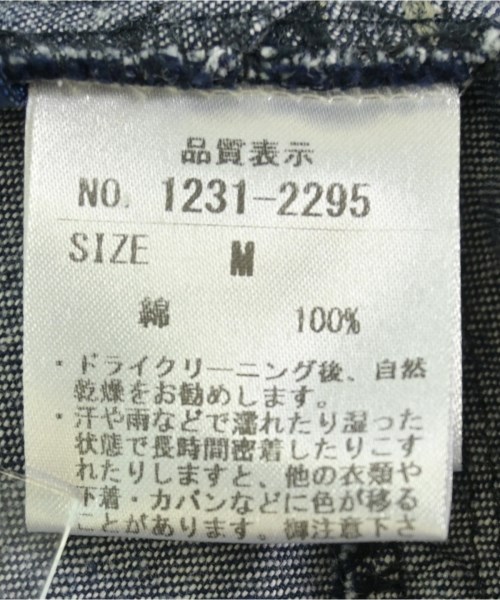 品質表示
NO. 1231-2295
SIZE M
綿 100%
・ドライクリーニング後、自然
乾燥をお勧めします。
・汗や雨などで濡れたり湿った
状態で長時間密着したりこす
れたりしますと、他の衣類や
下着・カバンなどに色が移る
ことがあります。御注意下さ